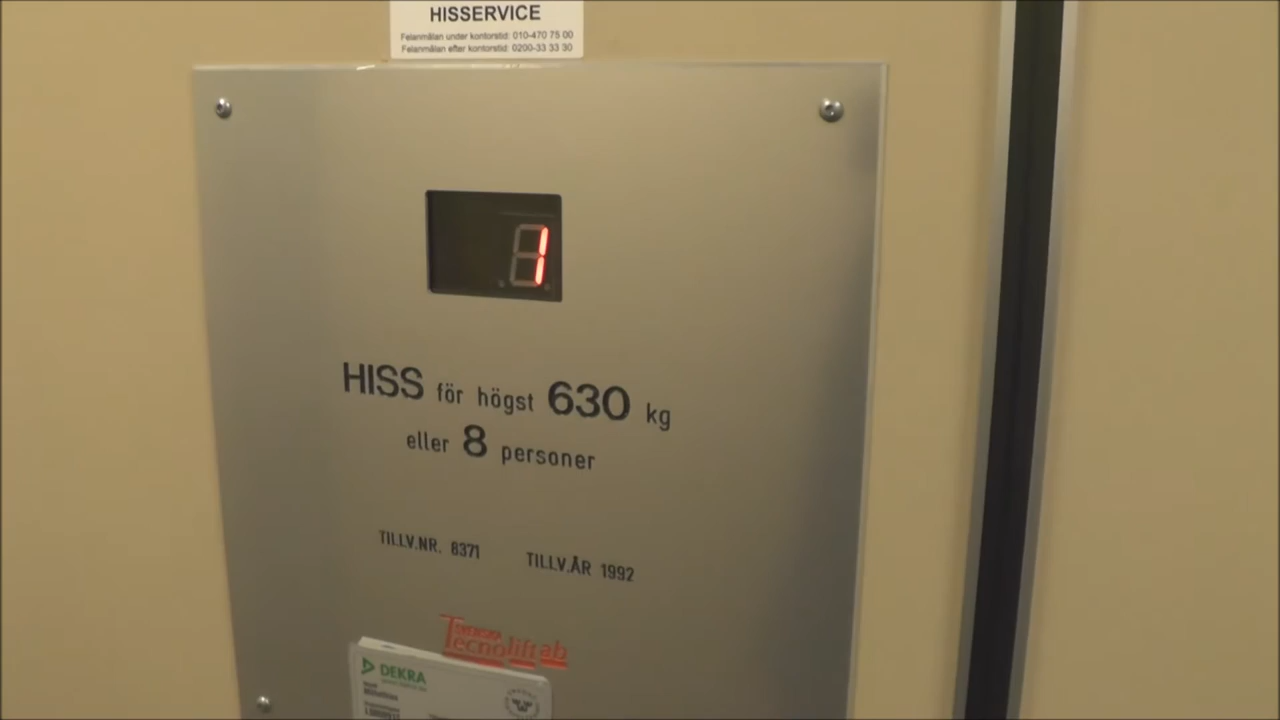 HISSERVICE
Felanmälan under kontorstid: 010-470 75 00
Felanmälan efter kontorstid: 0200-33 33 30
1
HISS för högst 630 kg
eller 8 personer
TILLV.NR. 8371 TILLV.ÅR 1992
SVENSKA
Tecnolift ab
DEKRA